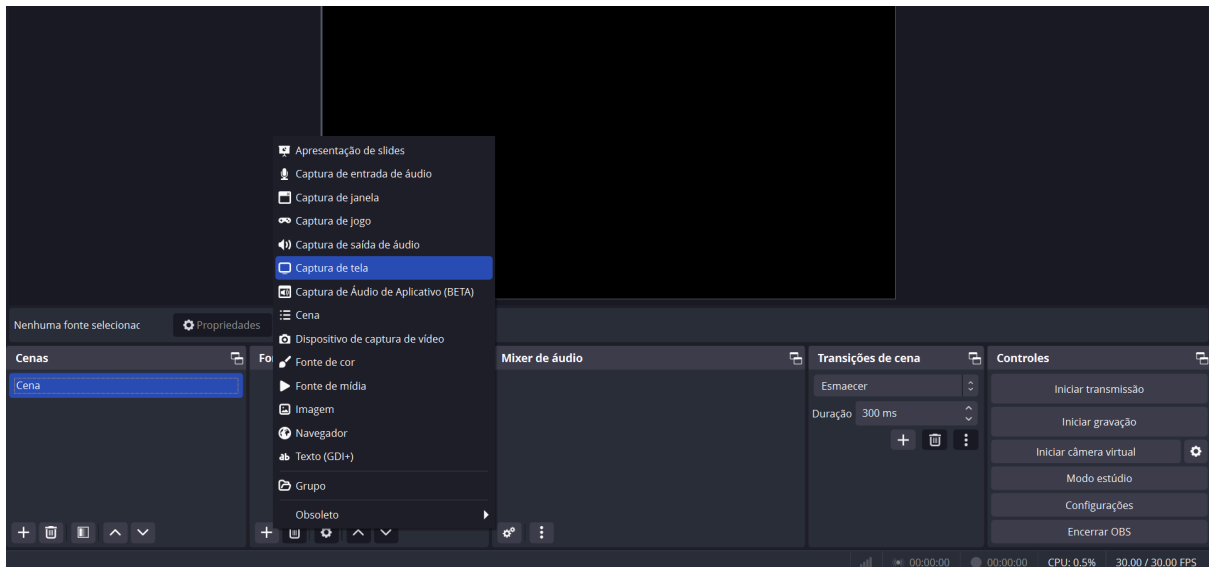 Apresentação de slides
Captura de entrada de áudio
Captura de janela
Captura de jogo
Captura de saída de áudio
Captura de tela
Captura de Áudio de Aplicativo (BETA)
Cena
Dispositivo de captura de vídeo
Fonte de cor
Fonte de mídia
Imagem
Navegador
ab Texto (GDI+)
Grupo
Obsoleto
Nenhuma fonte selecionac
Propriedades
Cenas
Cena
Fo
Mixer de áudio
Transições de cena
Esmaecer
Duração 300 ms
Controles
Iniciar transmissão
Iniciar gravação
Iniciar câmera virtual
Modo estúdio
Configurações
Encerrar OBS
00:00:00 00:00:00 CPU: 0.5% 30.00 / 30.00 FPS